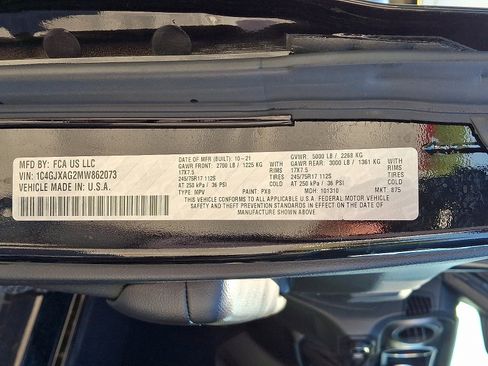 MFD BY: FCA US LLC
VIN: 1C4GJXAG2MW862073
VEHICLE MADE IN: U.S.A.
DATE OF MFR (BUILT): 10-21
GAWR FRONT: 2700 LB / 1225 KG
17X7.5 RIMS
245/75R17 112S TIRES
AT 250 kPa / 36 PSI
TYPE: MPV PAINT: PX8
GVWR: 5000 LB / 2268 KG
GAWR REAR: 3000 LB / 1361 KG
17X7.5 RIMS
245/75R17 112S TIRES
AT 250 kPa / 36 PSI
MDH: 101310 MKT: 875
THIS VEHICLE CONFORMS TO ALL APPLICABLE U.S.A. FEDERAL MOTOR VEHICLE
SAFETY AND THEFT PREVENTION STANDARDS IN EFFECT ON THE DATE OF
MANUFACTURE SHOWN ABOVE.